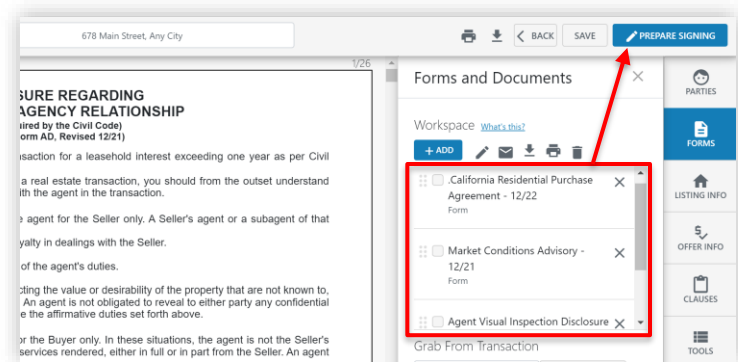 678 Main Street, Any City
BACK
SAVE
PREPARE SIGNING
1/26
SURE REGARDING
AGENCY RELATIONSHIP
uired by the Civil Code)
orm AD, Revised 12/21)
nsaction for a leasehold interest exceeding one year as per Civil
a real estate transaction, you should from the outset understand
ith the agent in the transaction.
agent for the Seller only. A Seller's agent or a subagent of that
yalty in dealings with the Seller.
of the agent's duties.
cting the value or desirability of the property that are not known to,
An agent is not obligated to reveal to either party any confidential
e the affirmative duties set forth above.
or the Buyer only. In these situations, the agent is not the Seller's
services rendered, either in full or in part from the Seller. An agent
Forms and Documents
Workspace What's this?
+ ADD
.California Residential Purchase
Agreement - 12/22
Form
Market Conditions Advisory -
12/21
Form
Agent Visual Inspection Disclosure
Grab From Transaction
PARTIES
FORMS
LISTING INFO
OFFER INFO
CLAUSES
TOOLS